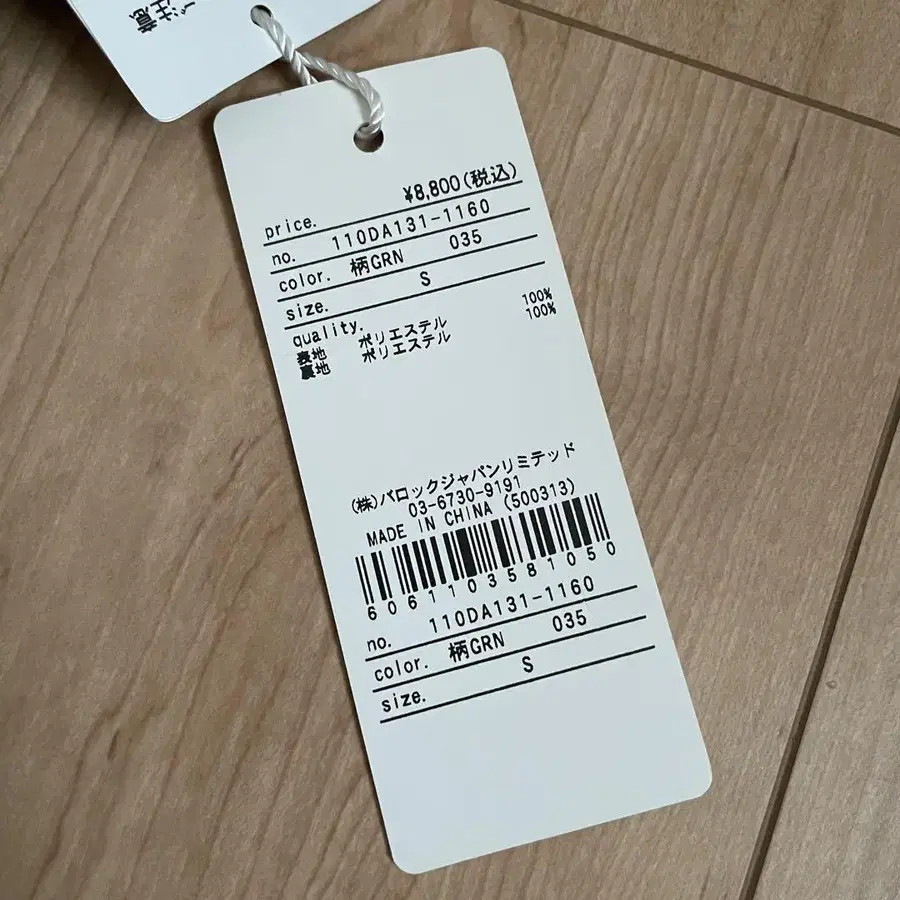 ご注意
price. ¥8,800(税込)
no. 110DA131-1160
color. 柄GRN 035
size. S
quality.
表地 ポリエステル 100%
裏地 ポリエステル 100%
(株)バロックジャパンリミテッド
03-6730-9191
MADE IN CHINA (500313)
6061103581050
no. 110DA131-1160
color. 柄GRN 035
size. S